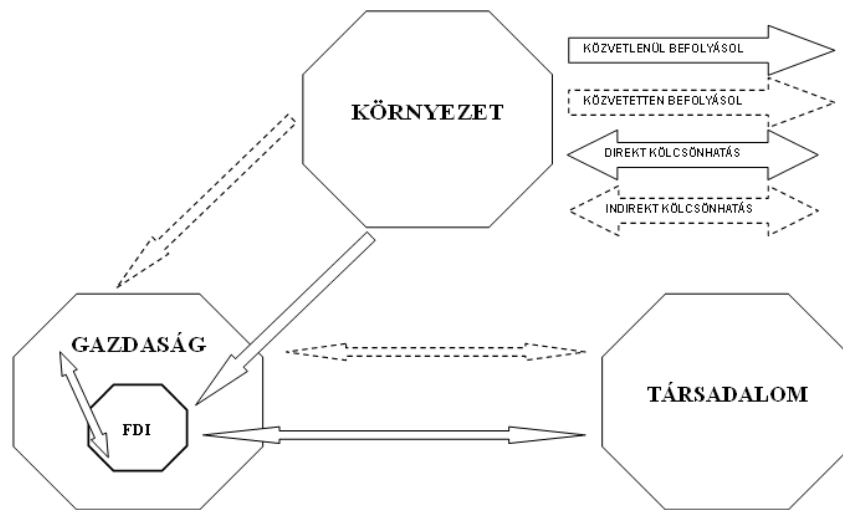 KÖRNYEZET
KÖZVETLENÜL BEFOLYÁSOL
KÖZVETETTEN BEFOLYÁSOL
DIREKT KÖLCSÖNHATÁS
INDIREKT KÖLCSÖNHATÁS
GAZDASÁG
FDI
TÁRSADALOM